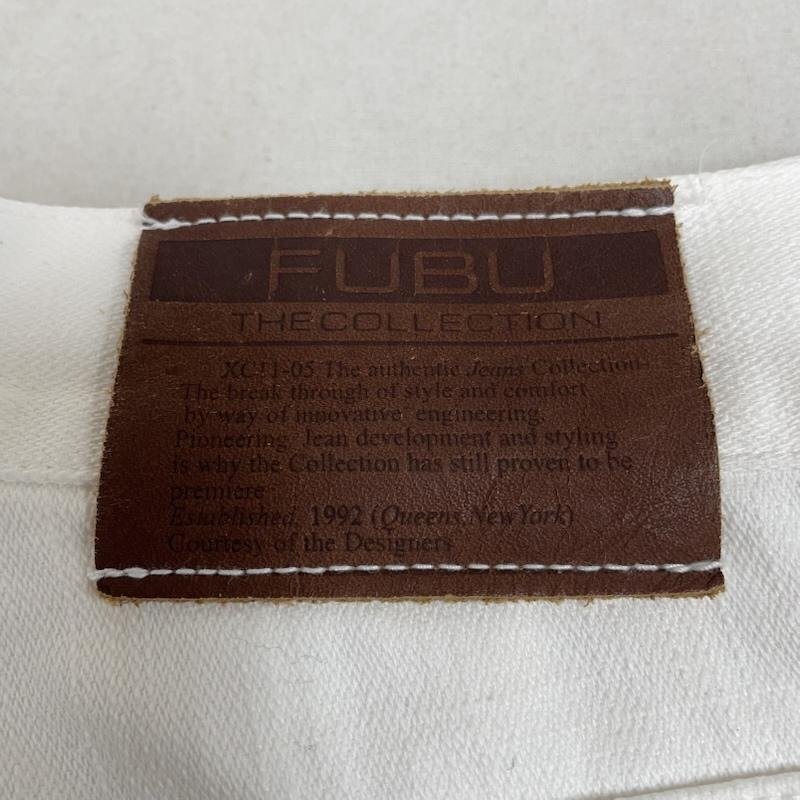 FUBU
THE COLLECTION
XC11-05 The authentic Jeans Collection
The break through of style and comfort
by way of innovative engineering.
Pioneering Jean development and styling
is why the Collection has still proven to be
premiere
Established, 1992 (Queens, New York)
Courtesy of the Designers